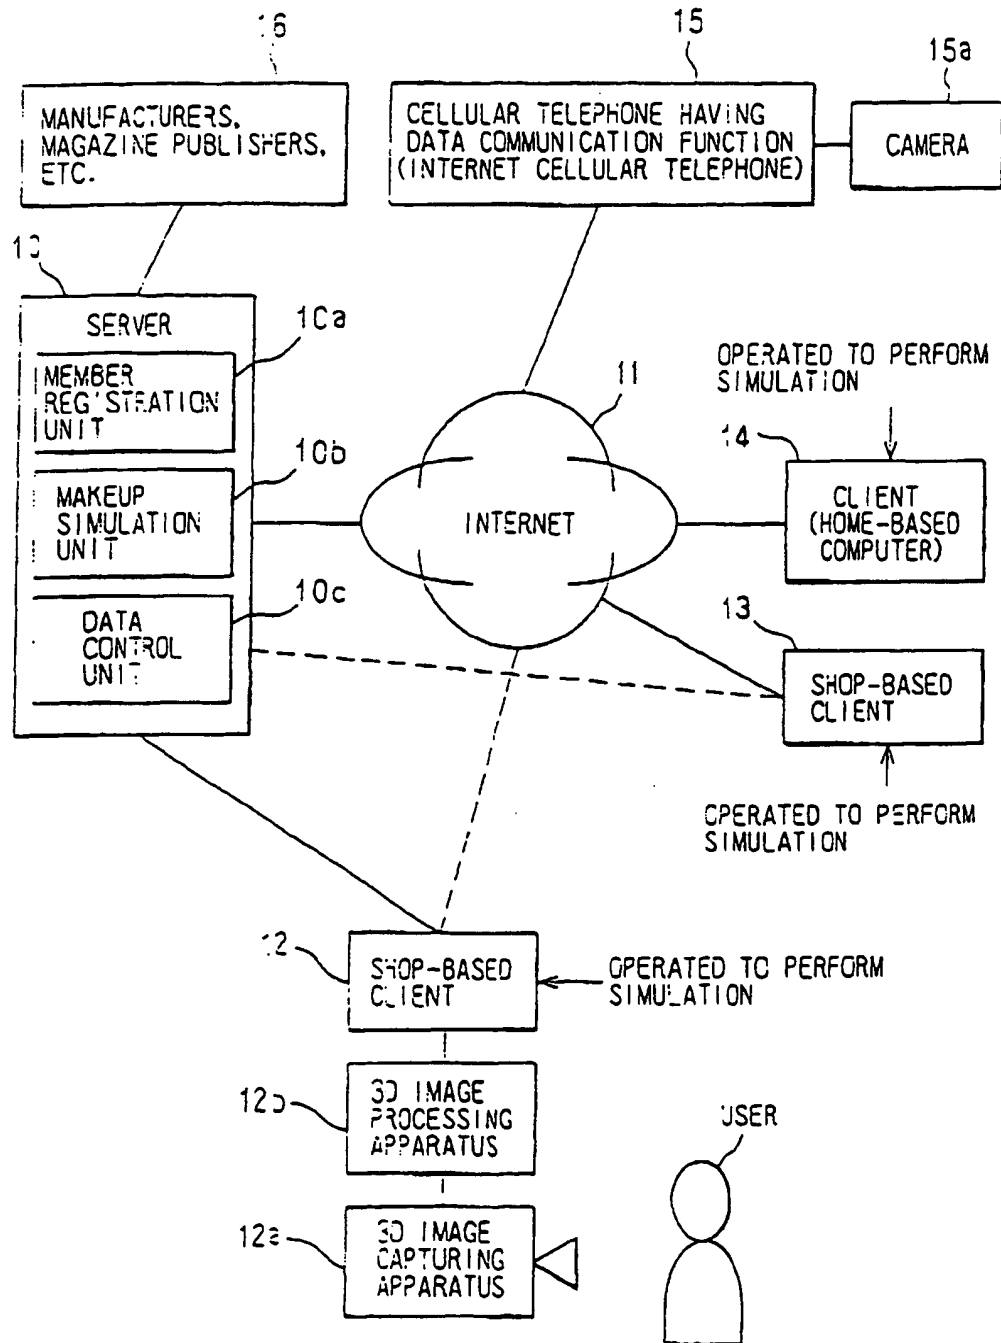 16
MANUFACTURERS,
MAGAZINE PUBLISHERS,
ETC.
15
CELLULAR TELEPHONE HAVING
DATA COMMUNICATION FUNCTION
(INTERNET CELLULAR TELEPHONE)
15a
CAMERA
10
SERVER
10a
MEMBER
REGISTRATION
UNIT
10b
MAKEUP
SIMULATION
UNIT
10c
DATA
CONTROL
UNIT
11
INTERNET
OPERATED TO PERFORM
SIMULATION
14
CLIENT
(HOME-BASED
COMPUTER)
13
SHOP-BASED
CLIENT
OPERATED TO PERFORM
SIMULATION
12
SHOP-BASED
CLIENT
OPERATED TO PERFORM
SIMULATION
12b
3D IMAGE
PROCESSING
APPARATUS
12a
3D IMAGE
CAPTURING
APPARATUS
USER